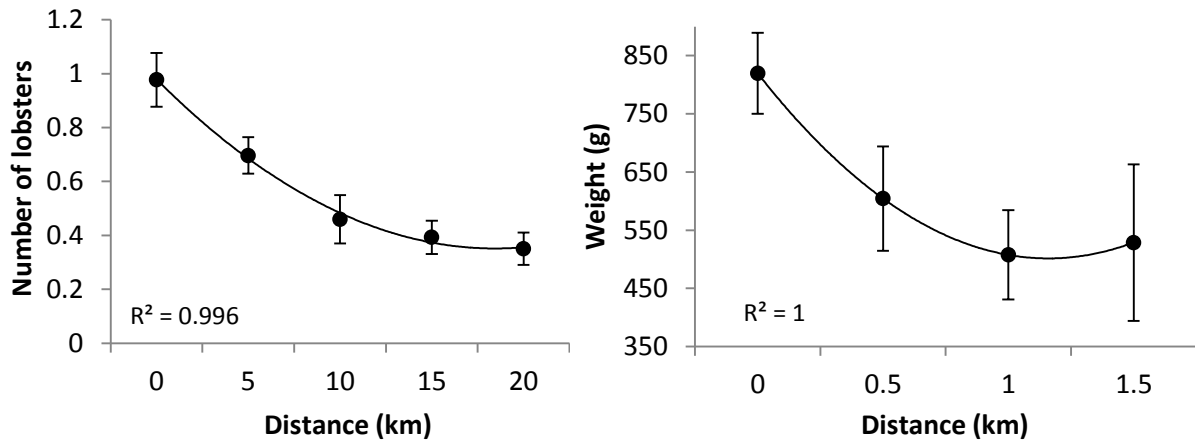 Number of lobsters
1.2
1
0.8
0.6
0.4
0.2
0
R² = 0.996
0 5 10 15 20
Distance (km)
Weight (g)
850
750
650
550
450
350
R² = 1
0 0.5 1 1.5
Distance (km)